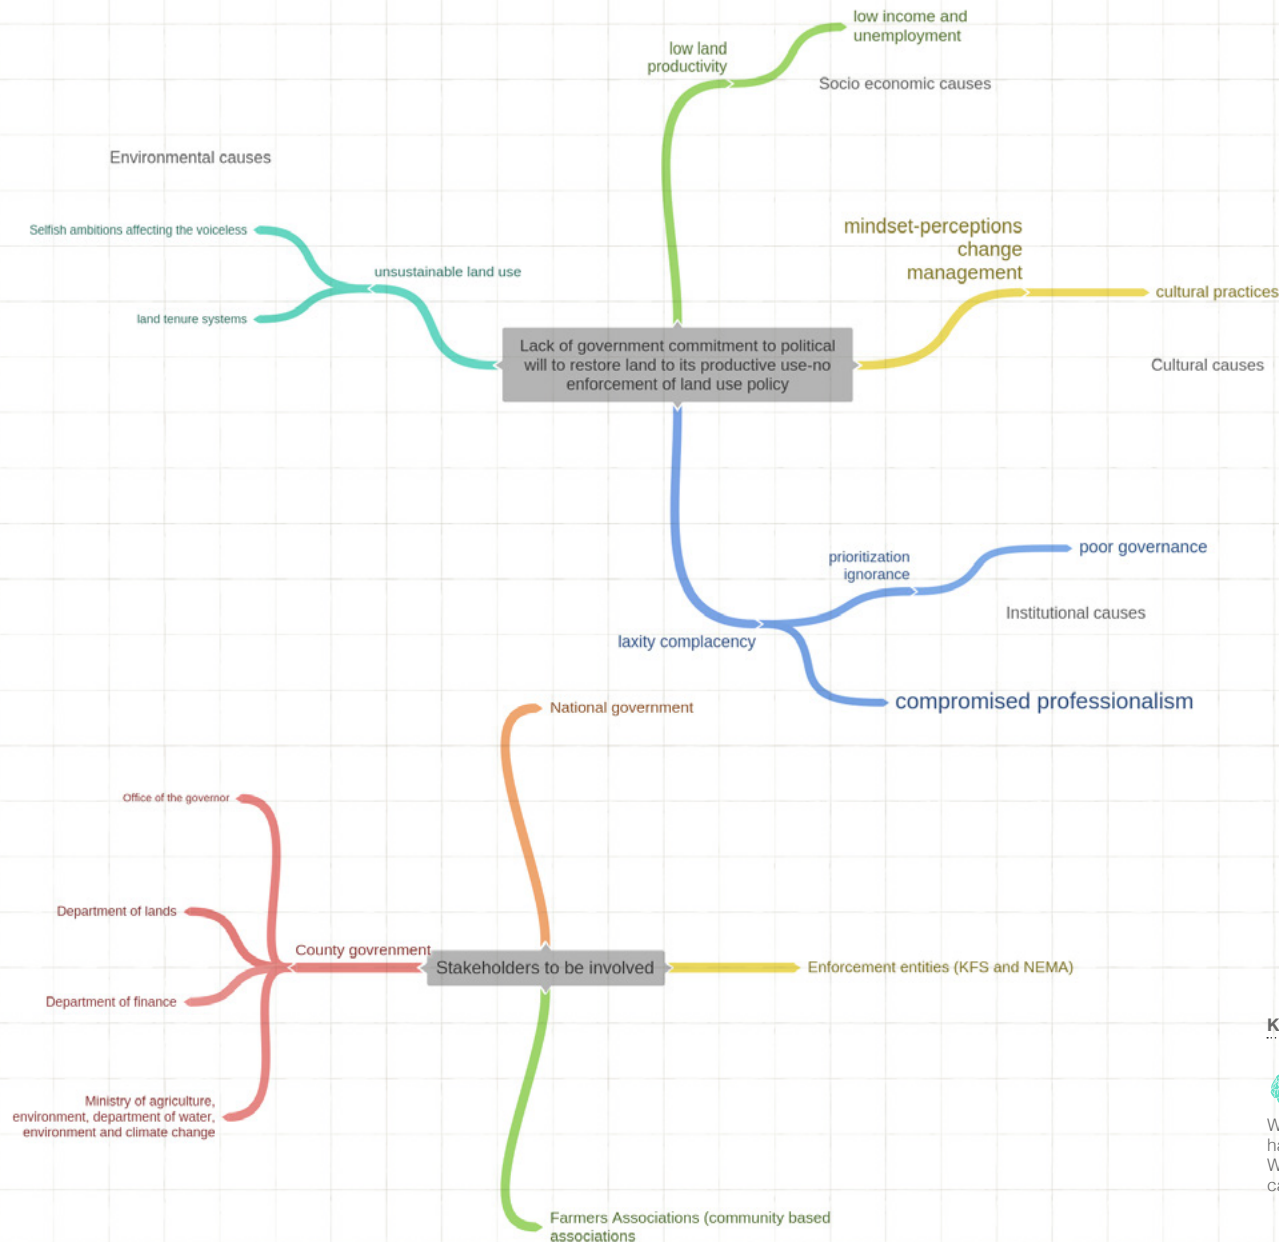 low income and
unemployment
low land
productivity
Socio economic causes
Environmental causes
Selfish ambitions affecting the voiceless
unsustainable land use
land tenure systems
mindset-perceptions
change
management
cultural practices
Lack of government commitment to political
will to restore land to its productive use-no
enforcement of land use policy
Cultural causes
prioritization
ignorance
poor governance
Institutional causes
laxity complacency
compromised professionalism
National government
Office of the governor
Department of lands
County govrenment
Stakeholders to be involved
Enforcement entities (KFS and NEMA)
Department of finance
Ministry of agriculture,
environment, department of water,
environment and climate change
Farmers Associations (community based
associations